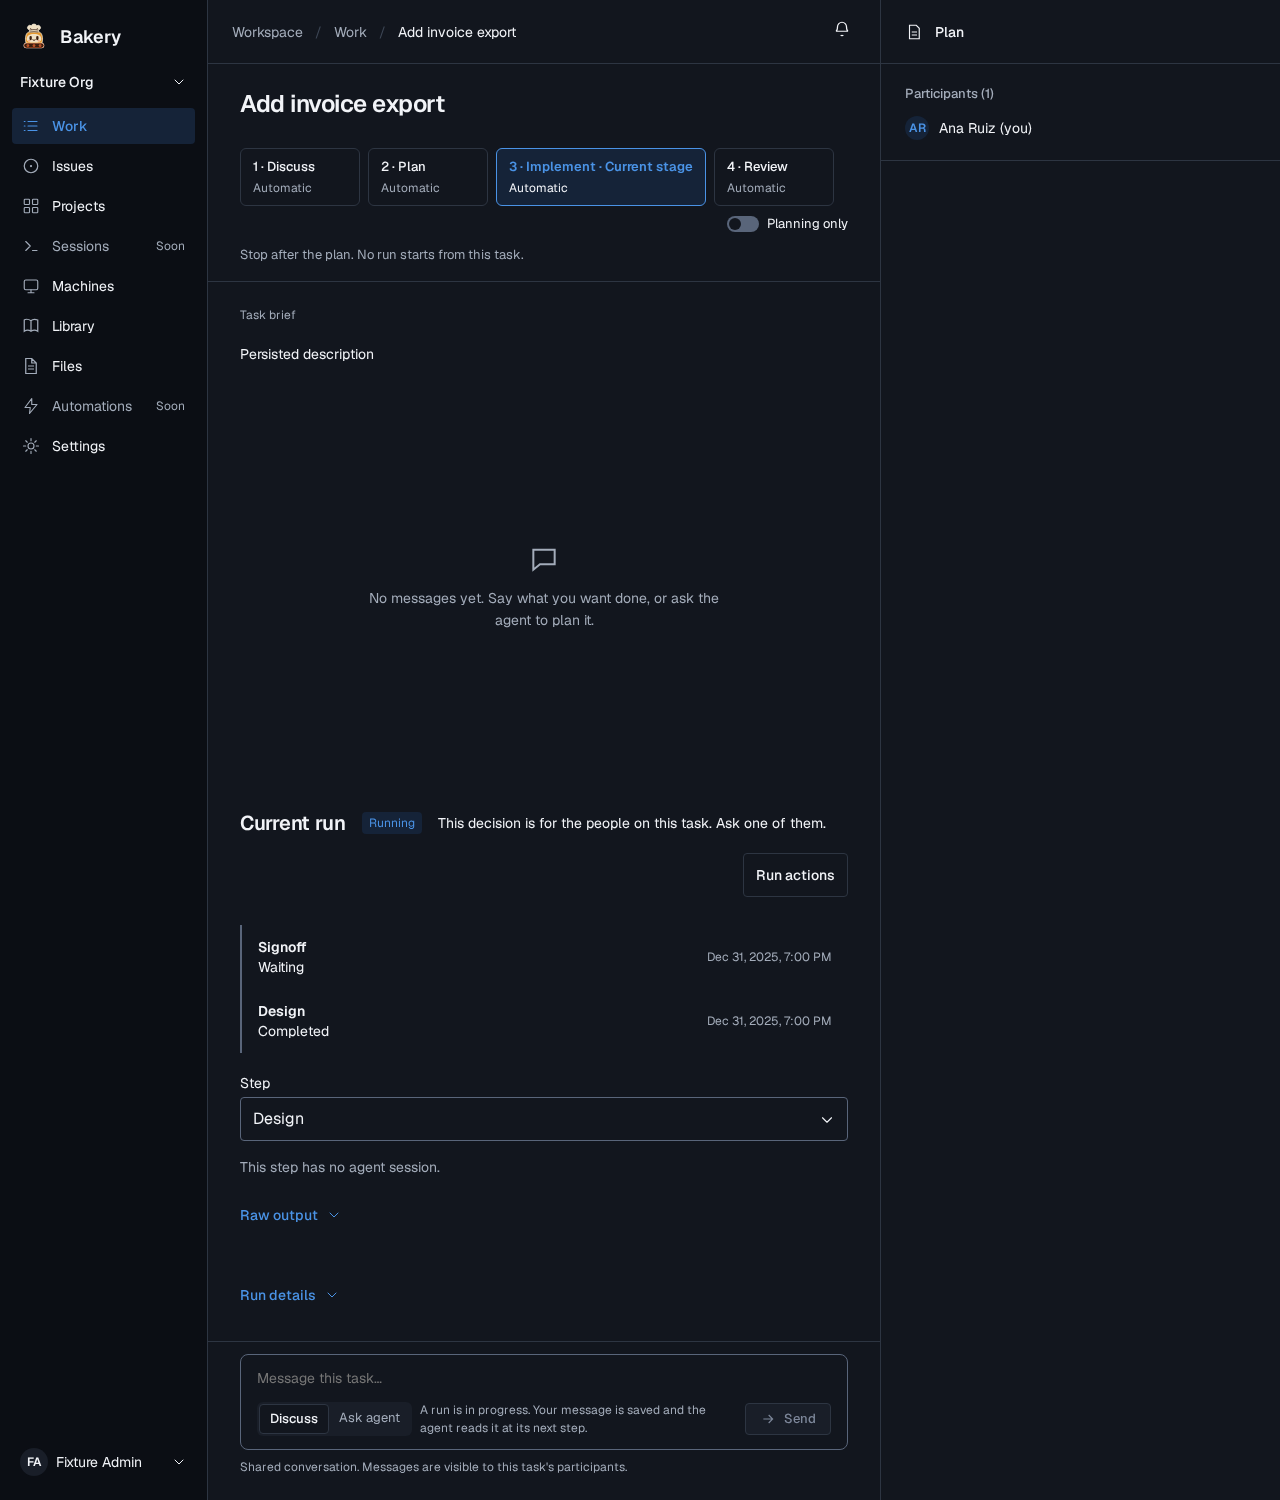 Bakery
Fixture Org
Work
Issues
Projects
Sessions Soon
Machines
Library
Files
Automations Soon
Settings
FA Fixture Admin
Workspace / Work / Add invoice export
Add invoice export
1 · Discuss
Automatic
2 · Plan
Automatic
3 · Implement · Current stage
Automatic
4 · Review
Automatic
Planning only
Stop after the plan. No run starts from this task.
Task brief
Persisted description
No messages yet. Say what you want done, or ask the
agent to plan it.
Current run Running This decision is for the people on this task. Ask one of them.
Run actions
Signoff
Waiting
Dec 31, 2025, 7:00 PM
Design
Completed
Dec 31, 2025, 7:00 PM
Step
Design
This step has no agent session.
Raw output
Run details
Message this task...
Discuss Ask agent
A run is in progress. Your message is saved and the
agent reads it at its next step.
Send
Shared conversation. Messages are visible to this task's participants.
Plan
Participants (1)
AR Ana Ruiz (you)